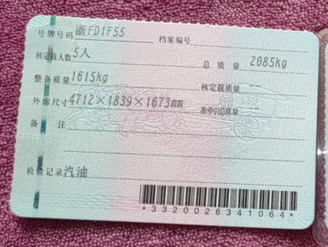 号牌号码 浙FD1F55 档案编号
核定载人数 5人 总质量 2085kg
整备质量 1615kg 核定载质量
外廓尺寸 4712×1839×1673mm 准牵引总质量
备注
检验记录 汽油
*3320026341064*